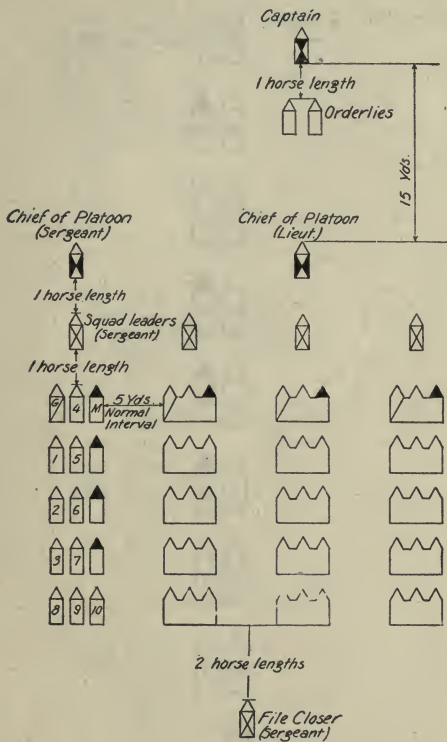 Captain
1 horse length
Orderlies
15 Yds.
Chief of Platoon
(Sergeant)
Chief of Platoon
(Lieut.)
1 horse length
Squad leaders
(Sergeant)
1 horse length
G 4 M
5 Yds.
Normal
Interval
1 5
2 6
3 7
8 9 10
2 horse lengths
File Closer
(Sergeant)